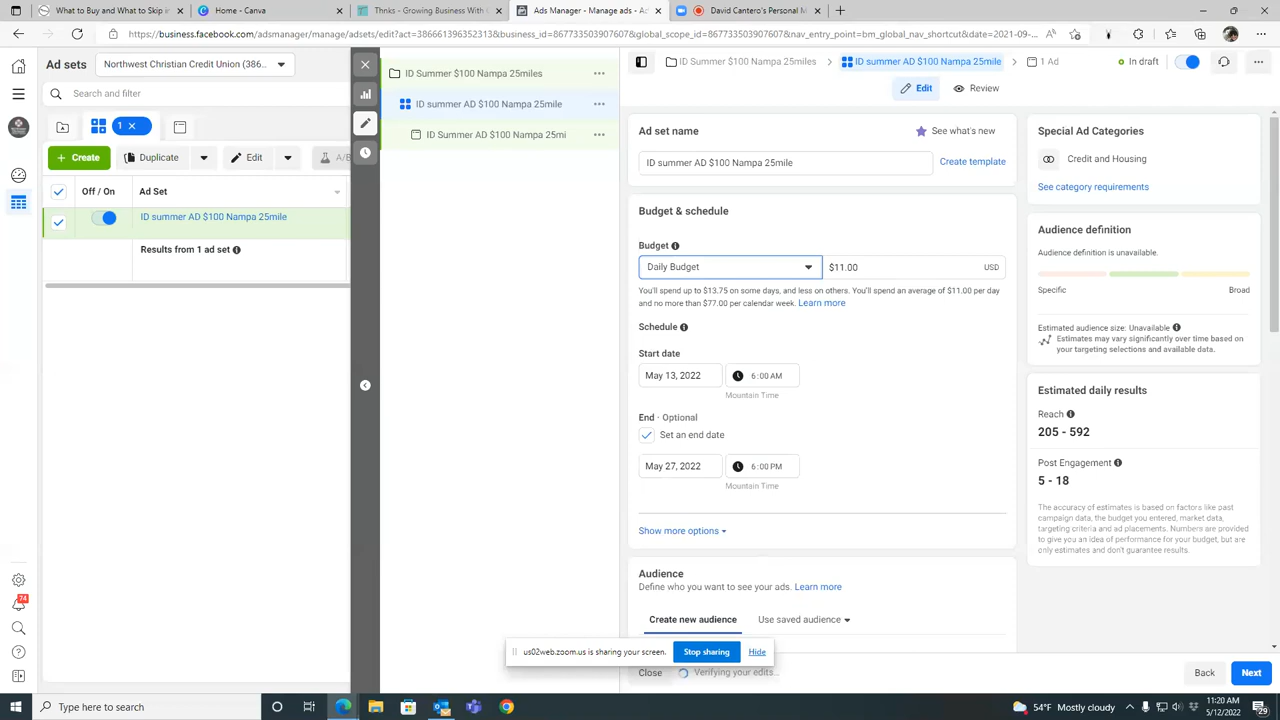 Northwest Christian Credit Union
Home - Canva
Growing Business With
Ads Manager - Manage ads - Ad
David Canter's Personal M
https://business.facebook.com/adsmanager/manage/adsets/edit?act=386661396352313&business_id=867733503907607&global_scope_id=867733503907607&nav_entry_point=bm_global_nav_shortcut&date=2021-09-
Ad sets
Northwest Christian Credit Union (386...
Search and filter
1
Create
Duplicate
Edit
A/B
Off / On
Ad Set
ID summer AD $100 Nampa 25mile
Results from 1 ad set
74
ID Summer $100 Nampa 25miles
ID summer AD $100 Nampa 25mile
ID Summer AD $100 Nampa 25mi
ID Summer $100 Nampa 25miles
ID summer AD $100 Nampa 25mile
1 Ad
In draft
Edit
Review
Ad set name
See what's new
ID summer AD $100 Nampa 25mile
Create template
Budget & schedule
Budget
Daily Budget
$11.00
USD
You'll spend up to $13.75 on some days, and less on others. You'll spend an average of $11.00 per day
and no more than $77.00 per calendar week. Learn more
Schedule
Start date
May 13, 2022
6:00 AM
Mountain Time
End · Optional
Set an end date
May 27, 2022
6:00 PM
Mountain Time
Show more options
Audience
Define who you want to see your ads. Learn more
Create new audience
Use saved audience
Special Ad Categories
Credit and Housing
See category requirements
Audience definition
Audience definition is unavailable.
Specific
Broad
Estimated audience size: Unavailable
Estimates may vary significantly over time based on
your targeting selections and available data.
Estimated daily results
Reach
205 - 592
Post Engagement
5 - 18
The accuracy of estimates is based on factors like past
campaign data, the budget you entered, market data,
targeting criteria and ad placements. Numbers are provided
to give you an idea of performance for your budget, but are
only estimates and don't guarantee results.
us02web.zoom.us is sharing your screen.
Stop sharing
Hide
Close
Verifying your edits...
Back
Next
Type here to search
54°F Mostly cloudy
11:20 AM
5/12/2022
29